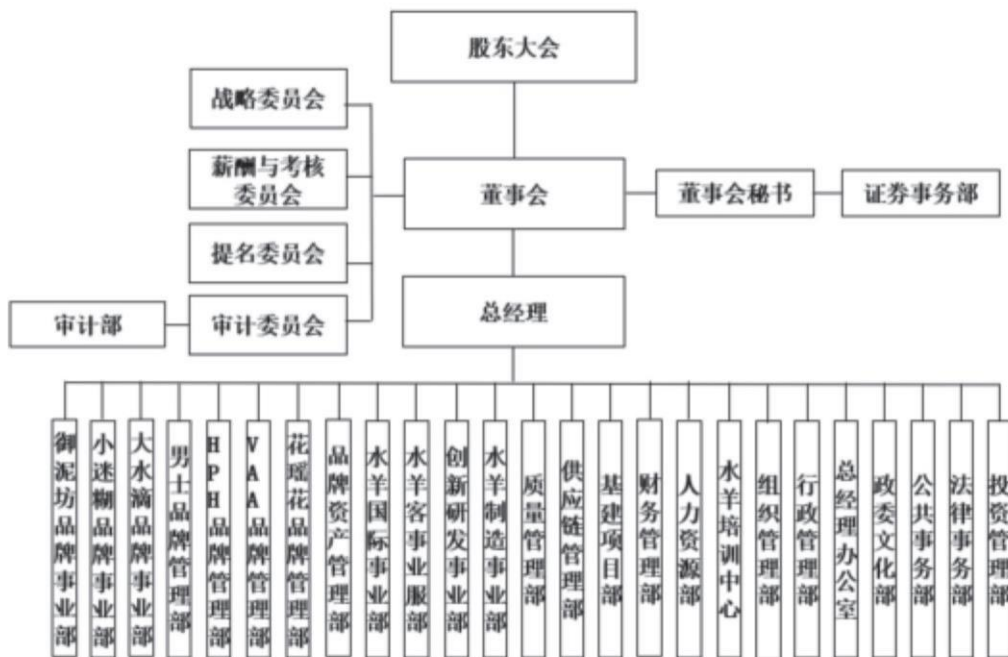 股东大会
战略委员会
薪酬与考核
委员会
董事会
董事会秘书
证券事务部
提名委员会
审计部
审计委员会
总经理
御泥坊品牌事业部
小迷糊品牌事业部
大水滴品牌事业部
男士品牌管理部
HPH品牌管理部
VAA品牌管理部
花瑶花品牌管理部
品牌资产管理部
水羊国际事业部
水羊客事业服部
创新研发事业部
水羊制造事业部
质量管理部
供应链管理部
基建项目部
财务管理部
人力资源部
水羊培训中心
组织管理部
行政管理部
总经理办公室
政委文化部
公共事务部
法律事务部
投资管理部